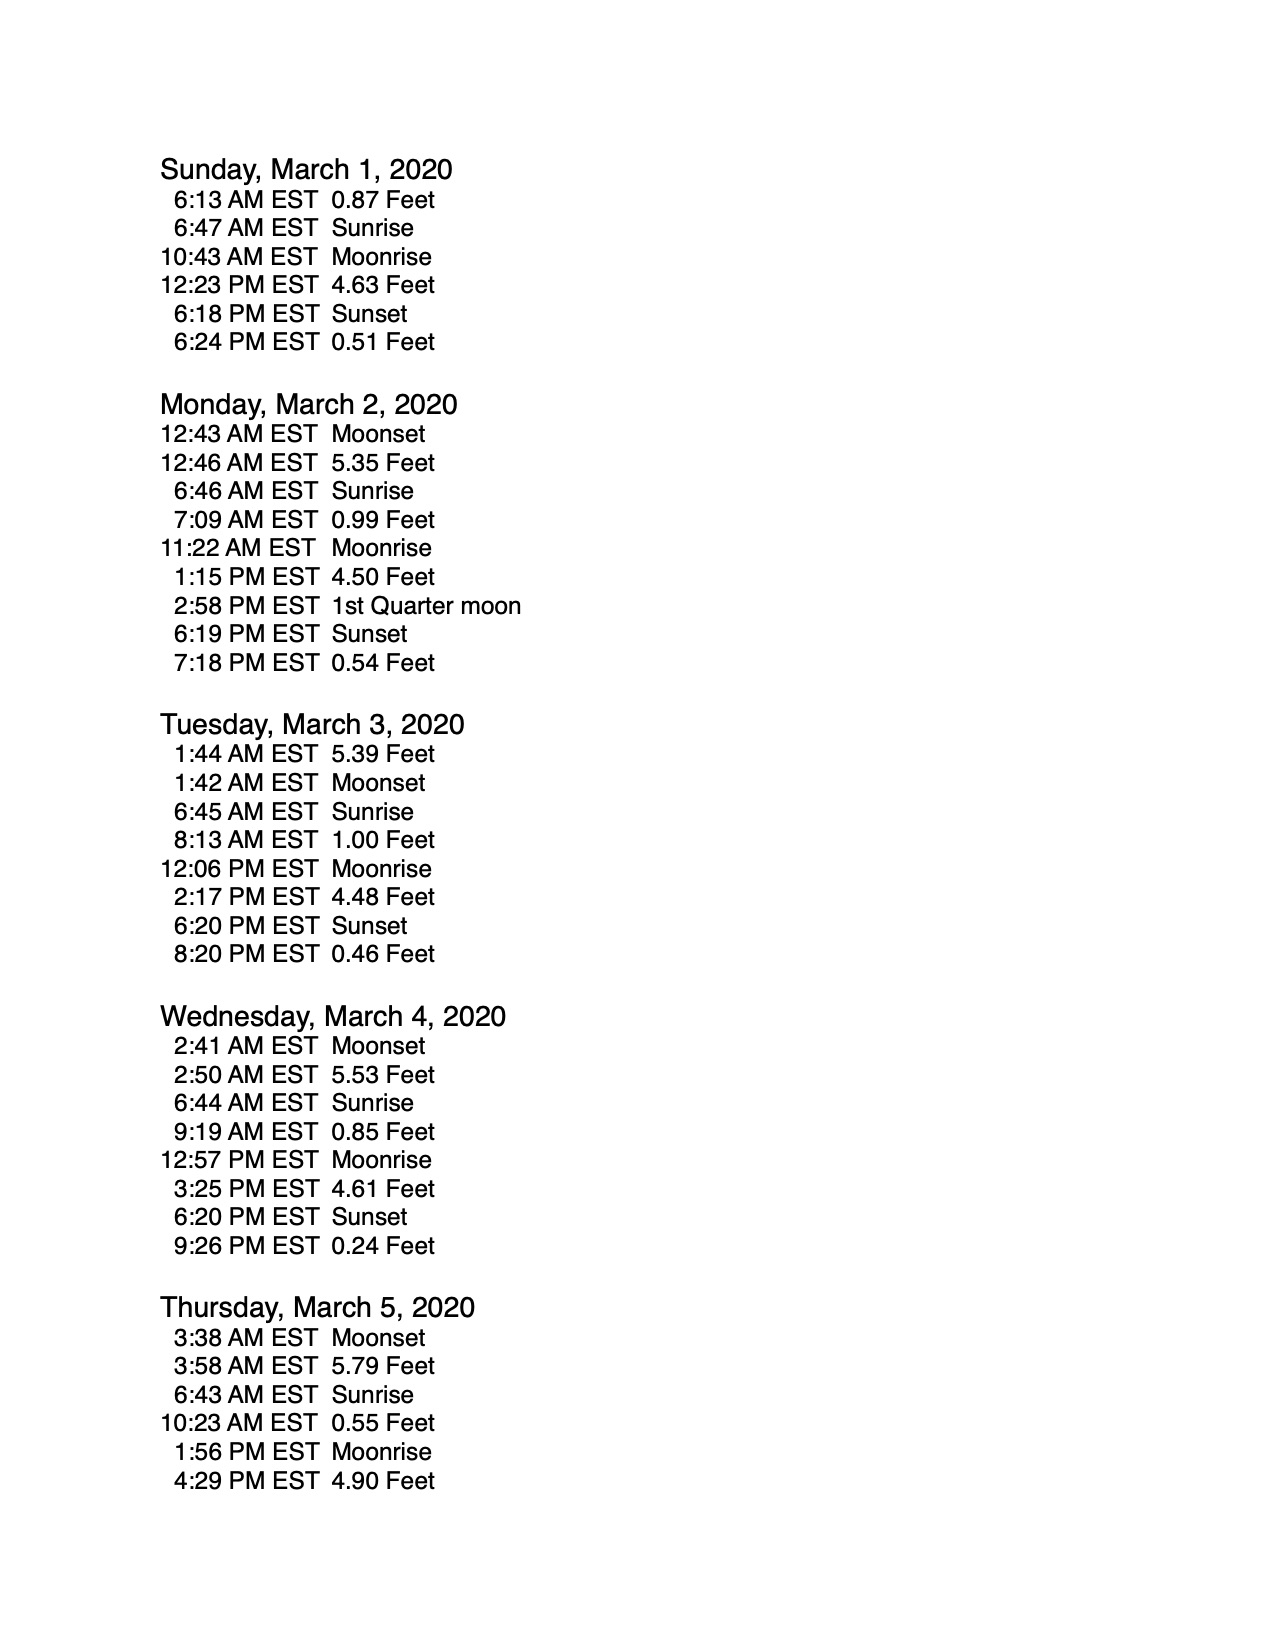 Sunday, March 1, 2020
6:13 AM EST 0.87 Feet
6:47 AM EST Sunrise
10:43 AM EST Moonrise
12:23 PM EST 4.63 Feet
6:18 PM EST Sunset
6:24 PM EST 0.51 Feet
Monday, March 2, 2020
12:43 AM EST Moonset
12:46 AM EST 5.35 Feet
6:46 AM EST Sunrise
7:09 AM EST 0.99 Feet
11:22 AM EST Moonrise
1:15 PM EST 4.50 Feet
2:58 PM EST 1st Quarter moon
6:19 PM EST Sunset
7:18 PM EST 0.54 Feet
Tuesday, March 3, 2020
1:44 AM EST 5.39 Feet
1:42 AM EST Moonset
6:45 AM EST Sunrise
8:13 AM EST 1.00 Feet
12:06 PM EST Moonrise
2:17 PM EST 4.48 Feet
6:20 PM EST Sunset
8:20 PM EST 0.46 Feet
Wednesday, March 4, 2020
2:41 AM EST Moonset
2:50 AM EST 5.53 Feet
6:44 AM EST Sunrise
9:19 AM EST 0.85 Feet
12:57 PM EST Moonrise
3:25 PM EST 4.61 Feet
6:20 PM EST Sunset
9:26 PM EST 0.24 Feet
Thursday, March 5, 2020
3:38 AM EST Moonset
3:58 AM EST 5.79 Feet
6:43 AM EST Sunrise
10:23 AM EST 0.55 Feet
1:56 PM EST Moonrise
4:29 PM EST 4.90 Feet